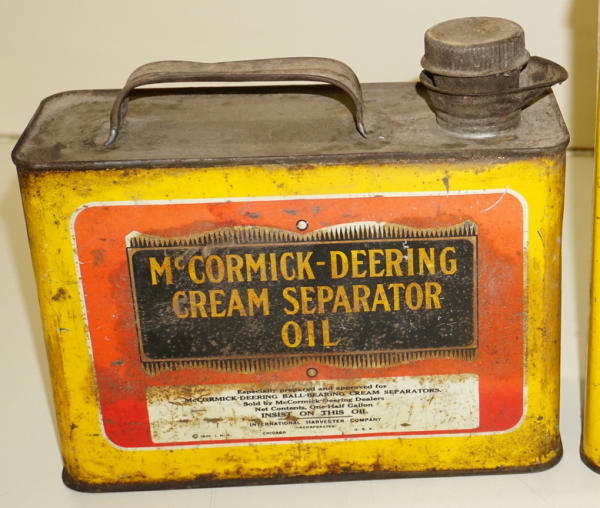 McCORMICK-DEERING
CREAM SEPARATOR
OIL
Especially prepared and approved for
McCORMICK-DEERING BALL-BEARING CREAM SEPARATORS.
Sold by McCormick-Deering Dealers
Net Contents, One-Half Gallon
INSIST ON THIS OIL
INTERNATIONAL HARVESTER COMPANY
CHICAGO (INCORPORATED) U.S.A.